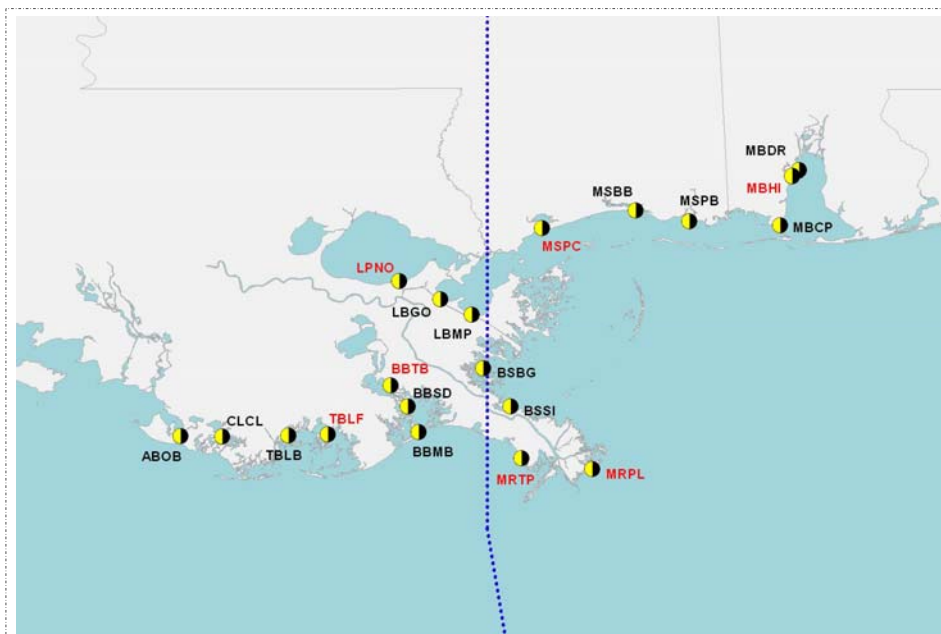 MBDR
MBHI
MSBB
MSPB
MBCP
MSPC
LPNO
LBGO
LBMP
BBTB
BSBG
BBSD
BSSI
CLCL
TBLF
ABOB
TBLB
BBMB
MRTP
MRPL